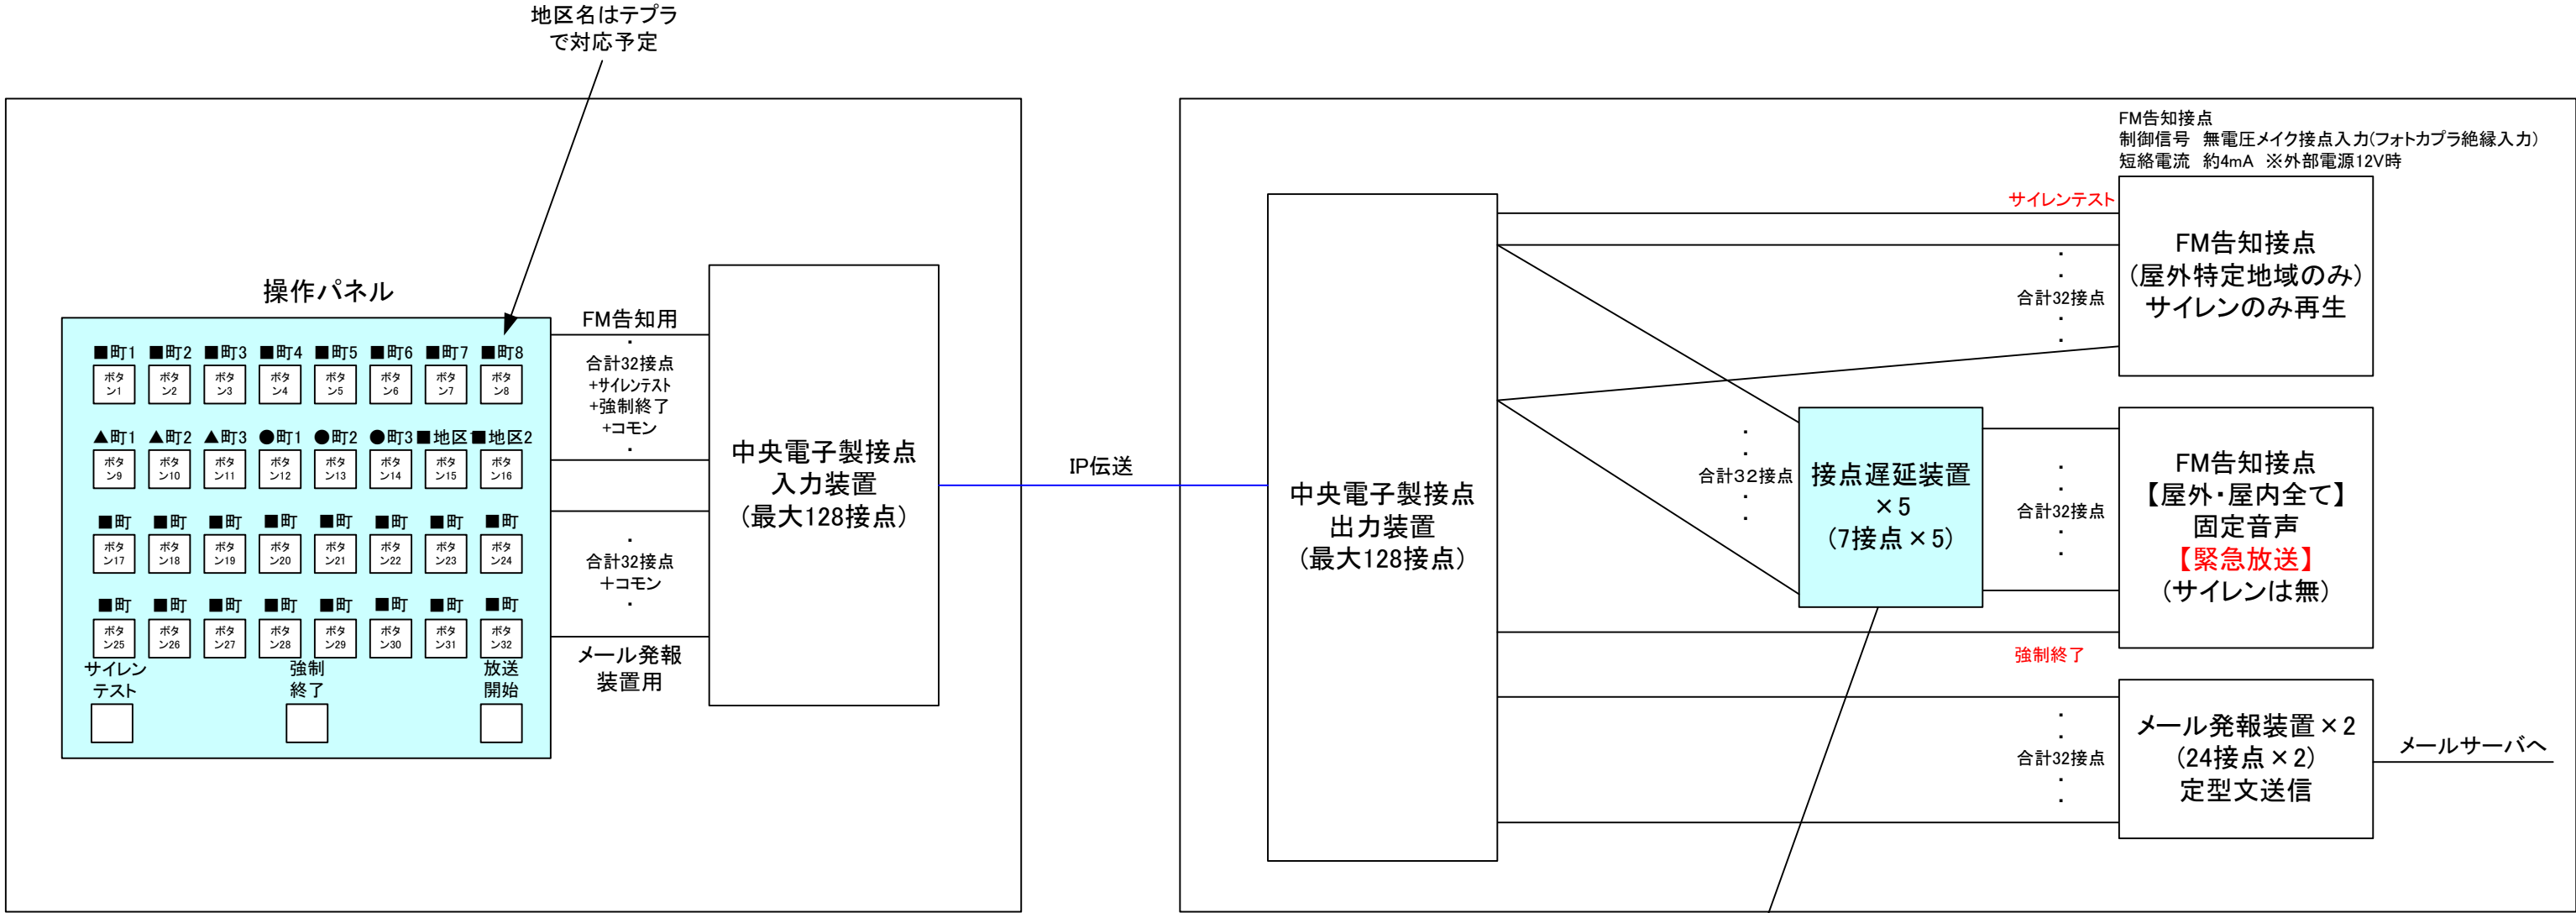 地区名はテプラ
で対応予定
操作パネル
■町1 ■町2 ■町3 ■町4 ■町5 ■町6 ■町7 ■町8
ボタ
ン1
ボタ
ン2
ボタ
ン3
ボタ
ン4
ボタ
ン5
ボタ
ン6
ボタ
ン7
ボタ
ン8
▲町1 ▲町2 ▲町3 ●町1 ●町2 ●町3 ■地区1 ■地区2
ボタ
ン9
ボタ
ン10
ボタ
ン11
ボタ
ン12
ボタ
ン13
ボタ
ン14
ボタ
ン15
ボタ
ン16
■町 ■町 ■町 ■町 ■町 ■町 ■町 ■町
ボタ
ン17
ボタ
ン18
ボタ
ン19
ボタ
ン20
ボタ
ン21
ボタ
ン22
ボタ
ン23
ボタ
ン24
■町 ■町 ■町 ■町 ■町 ■町 ■町 ■町
ボタ
ン25
ボタ
ン26
ボタ
ン27
ボタ
ン28
ボタ
ン29
ボタ
ン30
ボタ
ン31
ボタ
ン32
サイレン
テスト
強制
終了
放送
開始
FM告知用
・
合計32接点
+サイレンテスト
+強制終了
+コモン
・
・
合計32接点
+コモン
・
メール発報
装置用
中央電子製接点
入力装置
(最大128接点)
IP伝送
中央電子製接点
出力装置
(最大128接点)
・
・
合計32接点
・
・
接点遅延装置
×5
(7接点×5)
FM告知接点
制御信号 無電圧メイク接点入力(フォトカプラ絶縁入力)
短絡電流 約4mA ※外部電源12V時
サイレンテスト
・
・
合計32接点
・
・
FM告知接点
(屋外特定地域のみ)
サイレンのみ再生
・
・
合計32接点
・
・
FM告知接点
【屋外・屋内全て】
固定音声
【緊急放送】
(サイレンは無)
強制終了
・
・
合計32接点
・
・
メール発報装置×2
(24接点×2)
定型文送信
メールサーバへ